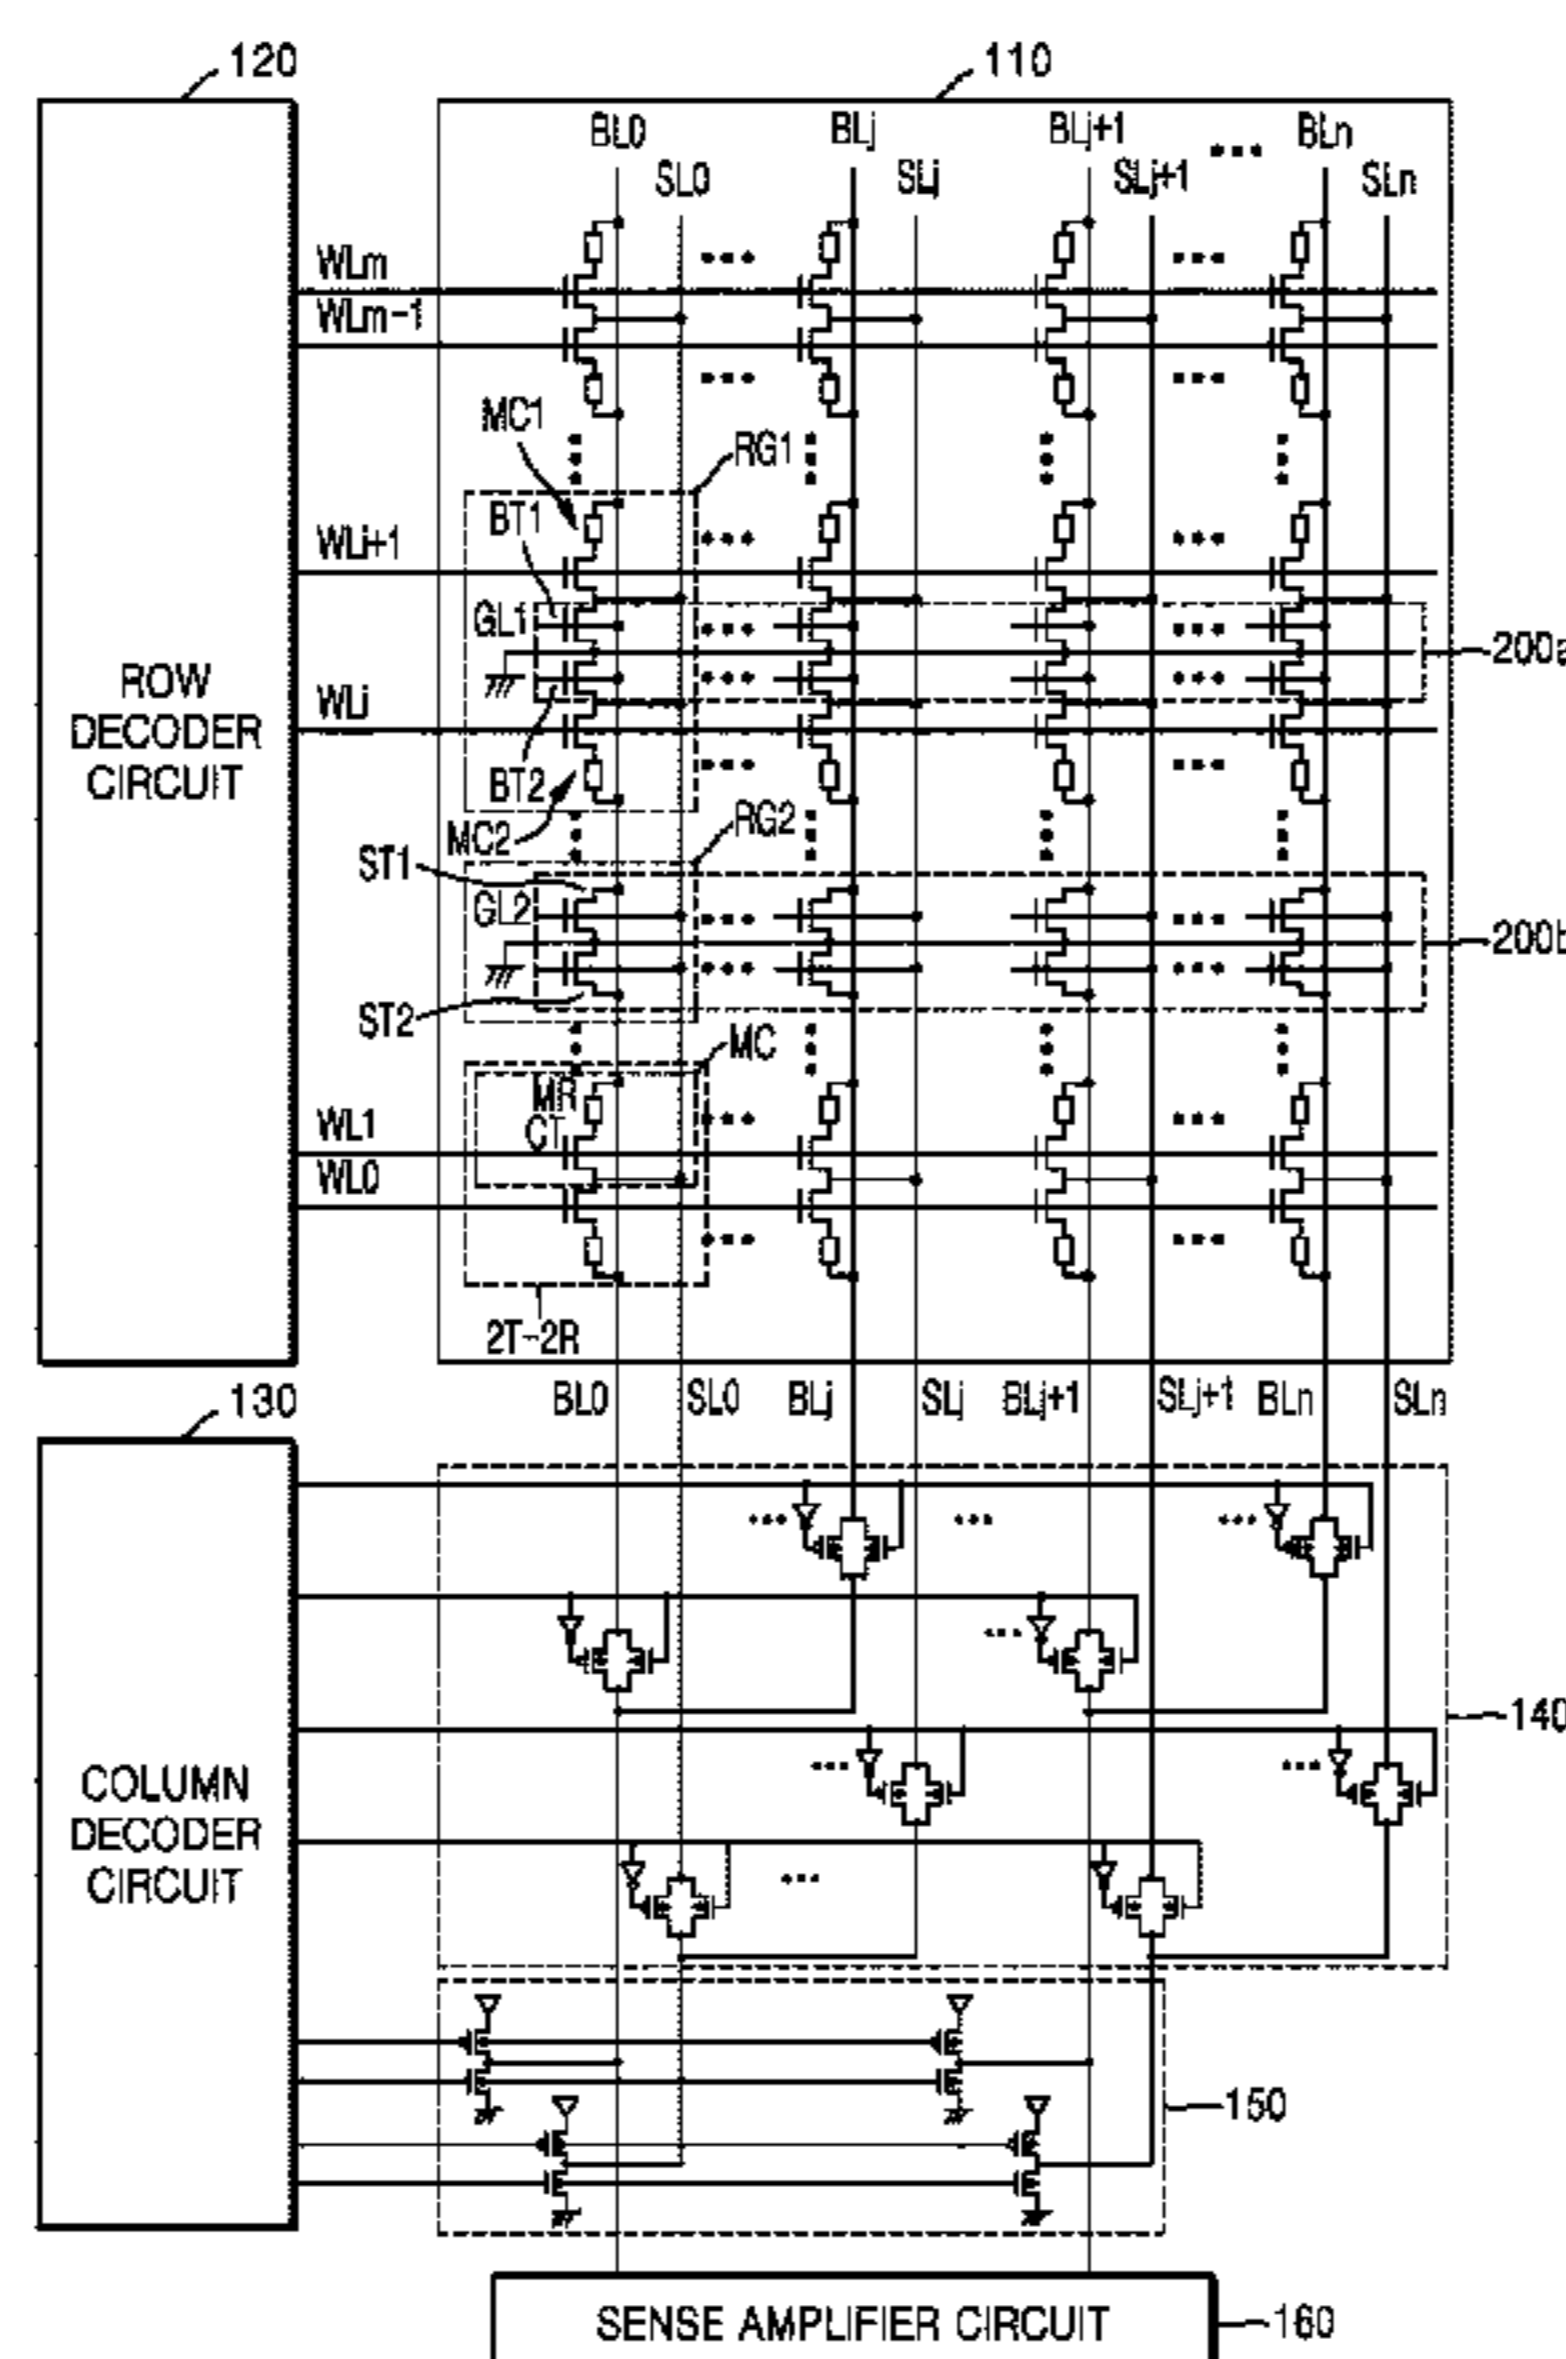 120
110
BL0
BLj
BLj+1
•••
BLn
SL0
SLj
SLj+1
SLn
WLm
WLm-1
MC1
RG1
BT1
WLi+1
GL1
200a
ROW
DECODER
CIRCUIT
WLi
BT2
MC2
RG2
ST1
GL2
200b
ST2
MC
MR
CT
WL1
WL0
2T-2R
BL0
SL0
BLj
SLj
BLj+1
SLj+1
BLn
SLn
130
140
COLUMN
DECODER
CIRCUIT
150
SENSE AMPLIFIER CIRCUIT
160